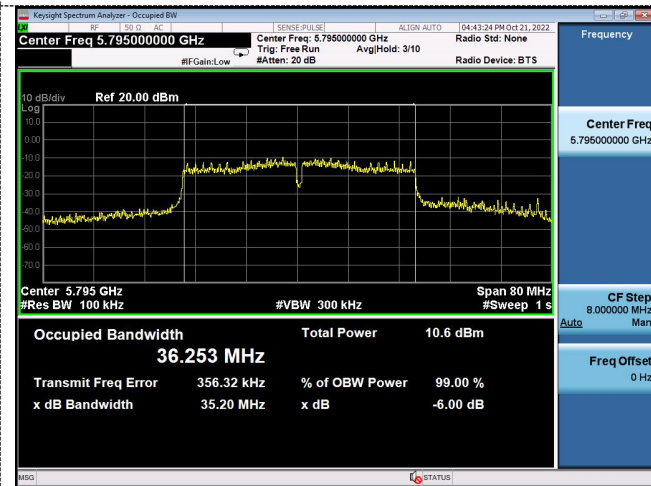 Keysight Spectrum Analyzer - Occupied BW
LXI RF 50 Ω AC SENSE:PULSE ALIGN AUTO 04:43:24 PM Oct 21, 2022
Center Freq 5.795000000 GHz Center Freq: 5.795000000 GHz Radio Std: None
Trig: Free Run Avg|Hold: 3/10
#IFGain:Low #Atten: 20 dB Radio Device: BTS
10 dB/div Ref 20.00 dBm
Log
10.0
0.00
-10.0
-20.0
-30.0
-40.0
-50.0
-60.0
-70.0
Center 5.795 GHz Span 80 MHz
#Res BW 100 kHz #VBW 300 kHz #Sweep 1 s
Occupied Bandwidth Total Power 10.6 dBm
36.253 MHz
Transmit Freq Error 356.32 kHz % of OBW Power 99.00 %
x dB Bandwidth 35.20 MHz x dB -6.00 dB
MSG STATUS
Frequency
Center Freq
5.795000000 GHz
CF Step
8.000000 MHz
Auto Man
Freq Offset
0 Hz